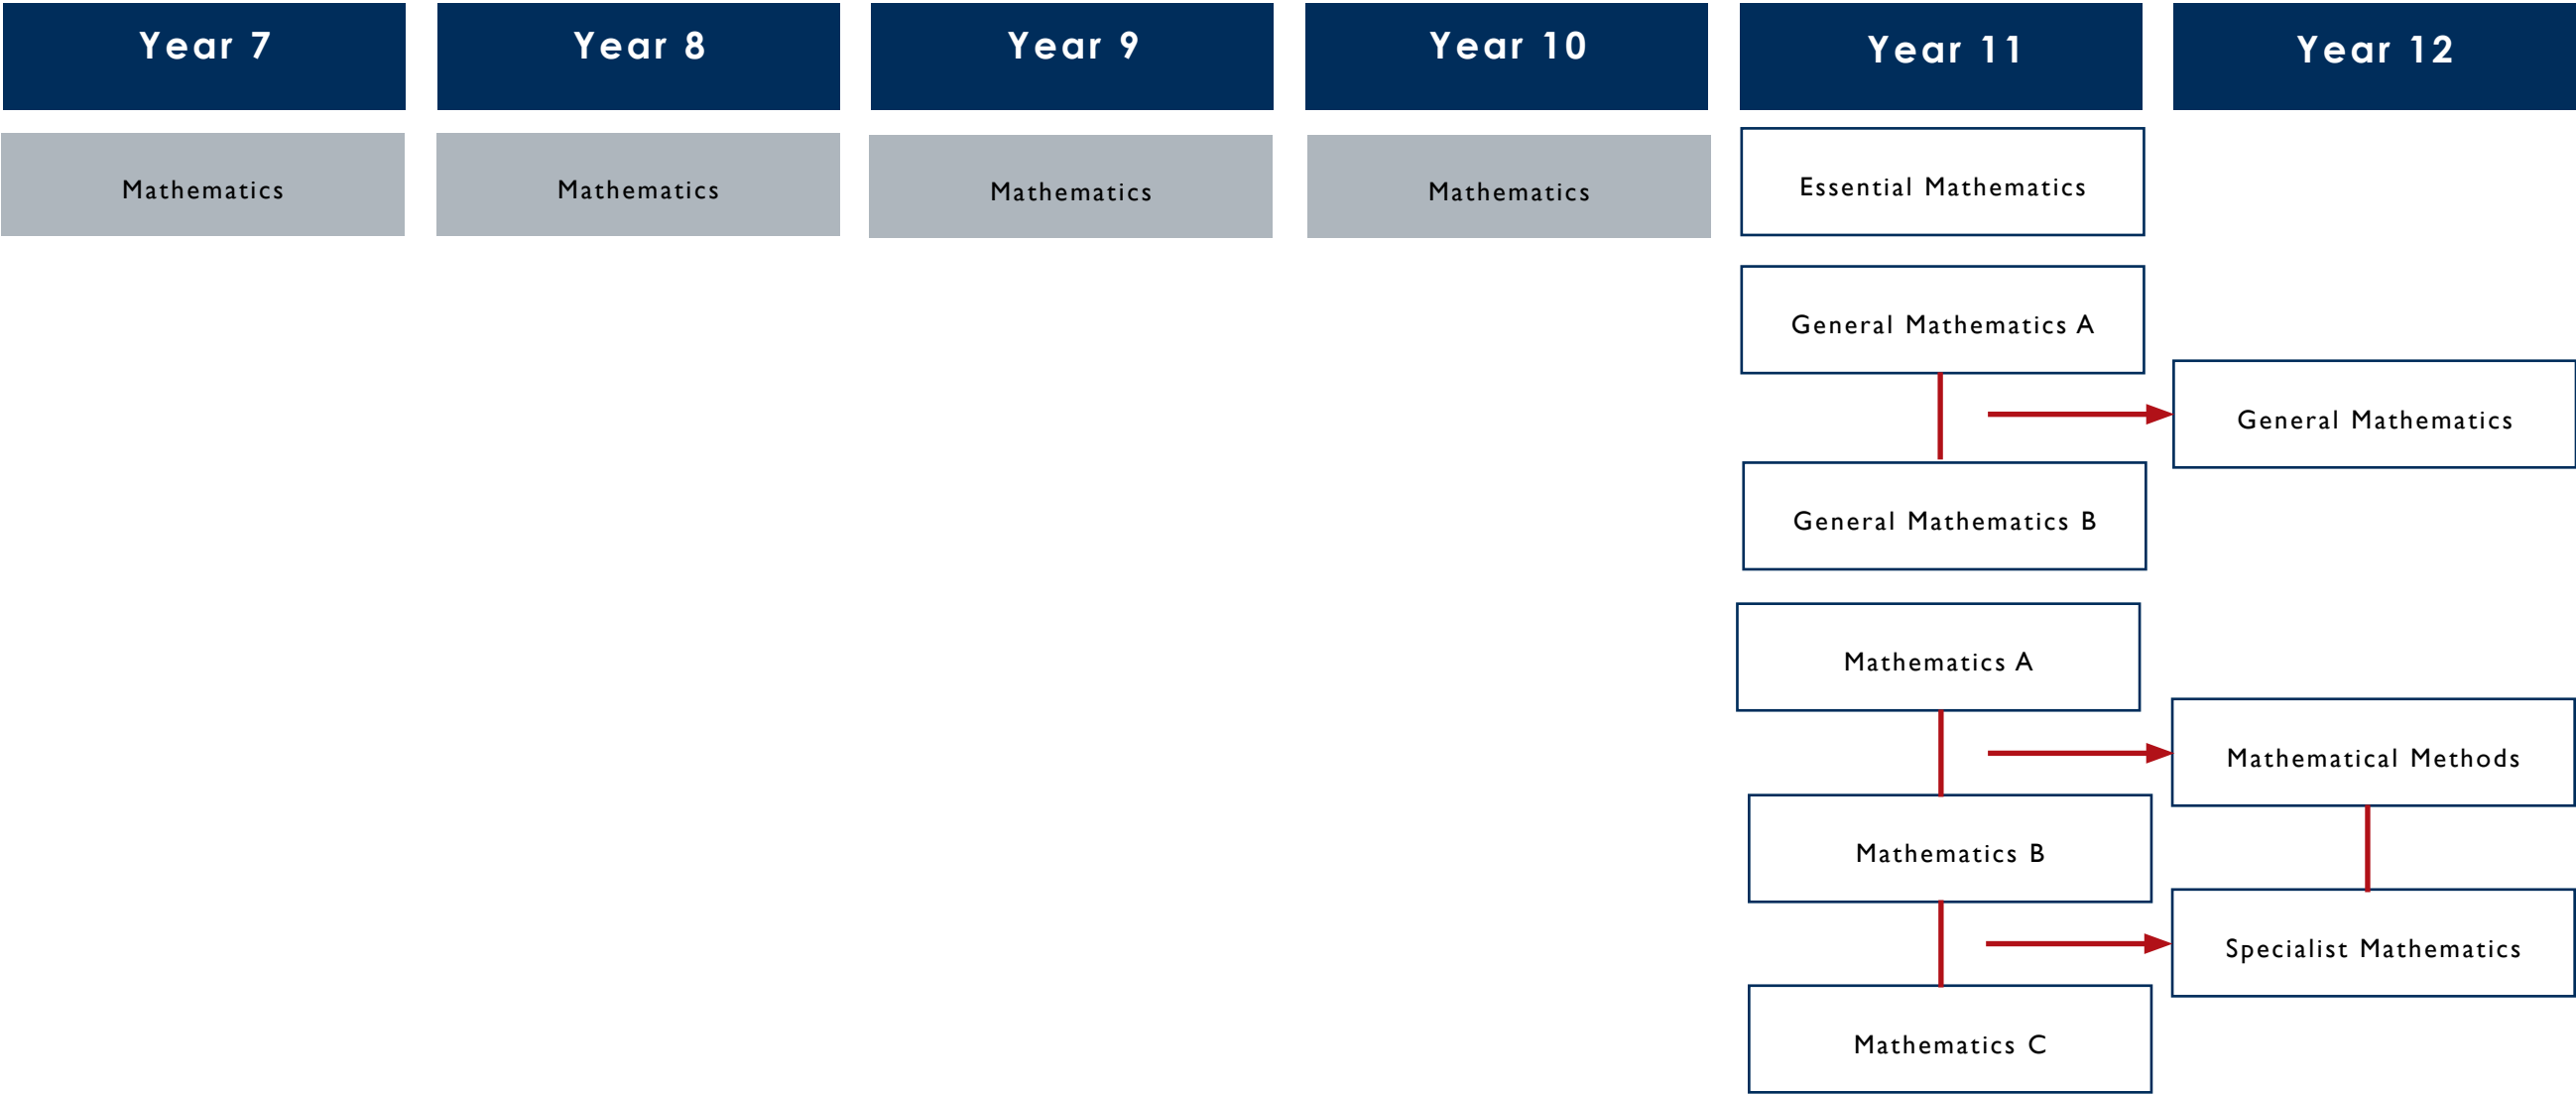 Year 7
Year 8
Year 9
Year 10
Year 11
Year 12
Mathematics
Mathematics
Mathematics
Mathematics
Essential Mathematics
General Mathematics A
General Mathematics
General Mathematics B
Mathematics A
Mathematical Methods
Mathematics B
Specialist Mathematics
Mathematics C